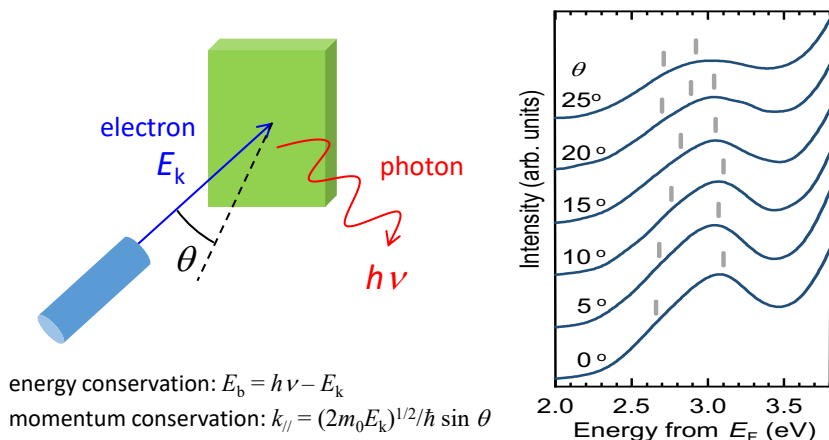 electron
E_k
photon
θ
hν
energy conservation: E_b = hν – E_k
momentum conservation: k_// = (2m_0E_k)^1/2/ħ sin θ
Intensity (arb. units)
θ
25°
20°
15°
10°
5°
0°
2.0 2.5 3.0 3.5
Energy from E_F (eV)